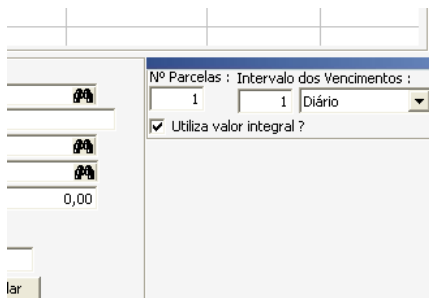 Nº Parcelas : Intervalo dos Vencimentos :
1 1 Diário
Utiliza valor integral ?
0,00
lar